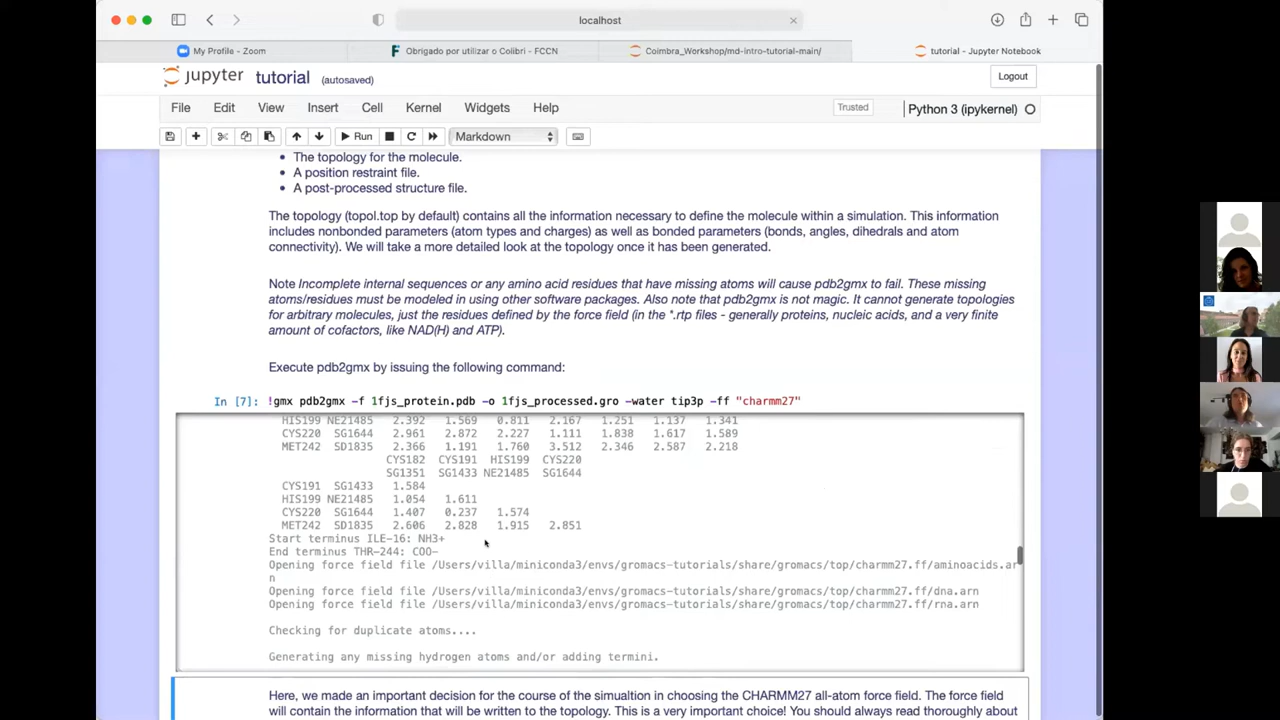 localhost
My Profile - Zoom
Obrigado por utilizar o Colibri - FCCN
Coimbra_Workshop/md-intro-tutorial-main/
tutorial - Jupyter Notebook
jupyter tutorial (autosaved)
Logout
File Edit View Insert Cell Kernel Widgets Help
Trusted
Python 3 (ipykernel)
Run
Markdown
• The topology for the molecule.
• A position restraint file.
• A post-processed structure file.
The topology (topol.top by default) contains all the information necessary to define the molecule within a simulation. This information
includes nonbonded parameters (atom types and charges) as well as bonded parameters (bonds, angles, dihedrals and atom
connectivity). We will take a more detailed look at the topology once it has been generated.
Note Incomplete internal sequences or any amino acid residues that have missing atoms will cause pdb2gmx to fail. These missing
atoms/residues must be modeled in using other software packages. Also note that pdb2gmx is not magic. It cannot generate topologies
for arbitrary molecules, just the residues defined by the force field (in the *.rtp files - generally proteins, nucleic acids, and a very finite
amount of cofactors, like NAD(H) and ATP).
Execute pdb2gmx by issuing the following command:
In [7]: !gmx pdb2gmx -f 1fjs_protein.pdb -o 1fjs_processed.gro -water tip3p -ff "charmm27"
HIS199 NE21485 2.392 1.569 0.811 2.167 1.251 1.137 1.341
CYS220 SG1644 2.961 2.872 2.227 1.111 1.838 1.617 1.589
MET242 SD1835 2.366 1.191 1.760 3.512 2.346 2.587 2.218
CYS182 CYS191 HIS199 CYS220
SG1351 SG1433 NE21485 SG1644
CYS191 SG1433 1.584
HIS199 NE21485 1.054 1.611
CYS220 SG1644 1.407 0.237 1.574
MET242 SD1835 2.606 2.828 1.915 2.851
Start terminus ILE-16: NH3+
End terminus THR-244: COO-
Opening force field file /Users/villa/miniconda3/envs/gromacs-tutorials/share/gromacs/top/charmm27.ff/aminoacids.ar
n
Opening force field file /Users/villa/miniconda3/envs/gromacs-tutorials/share/gromacs/top/charmm27.ff/dna.arn
Opening force field file /Users/villa/miniconda3/envs/gromacs-tutorials/share/gromacs/top/charmm27.ff/rna.arn
Checking for duplicate atoms....
Generating any missing hydrogen atoms and/or adding termini.
Here, we made an important decision for the course of the simualtion in choosing the CHARMM27 all-atom force field. The force field
will contain the information that will be written to the topology. This is a very important choice! You should always read thoroughly about